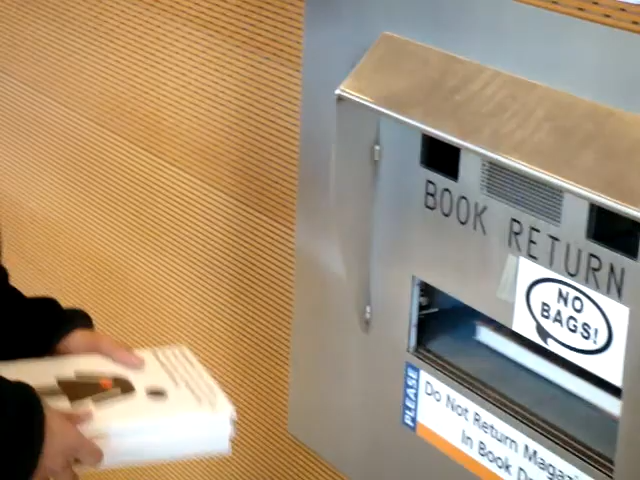 BOOK RETURN
NO
BAGS!
PLEASE
Do Not Return Magazi
In Book D